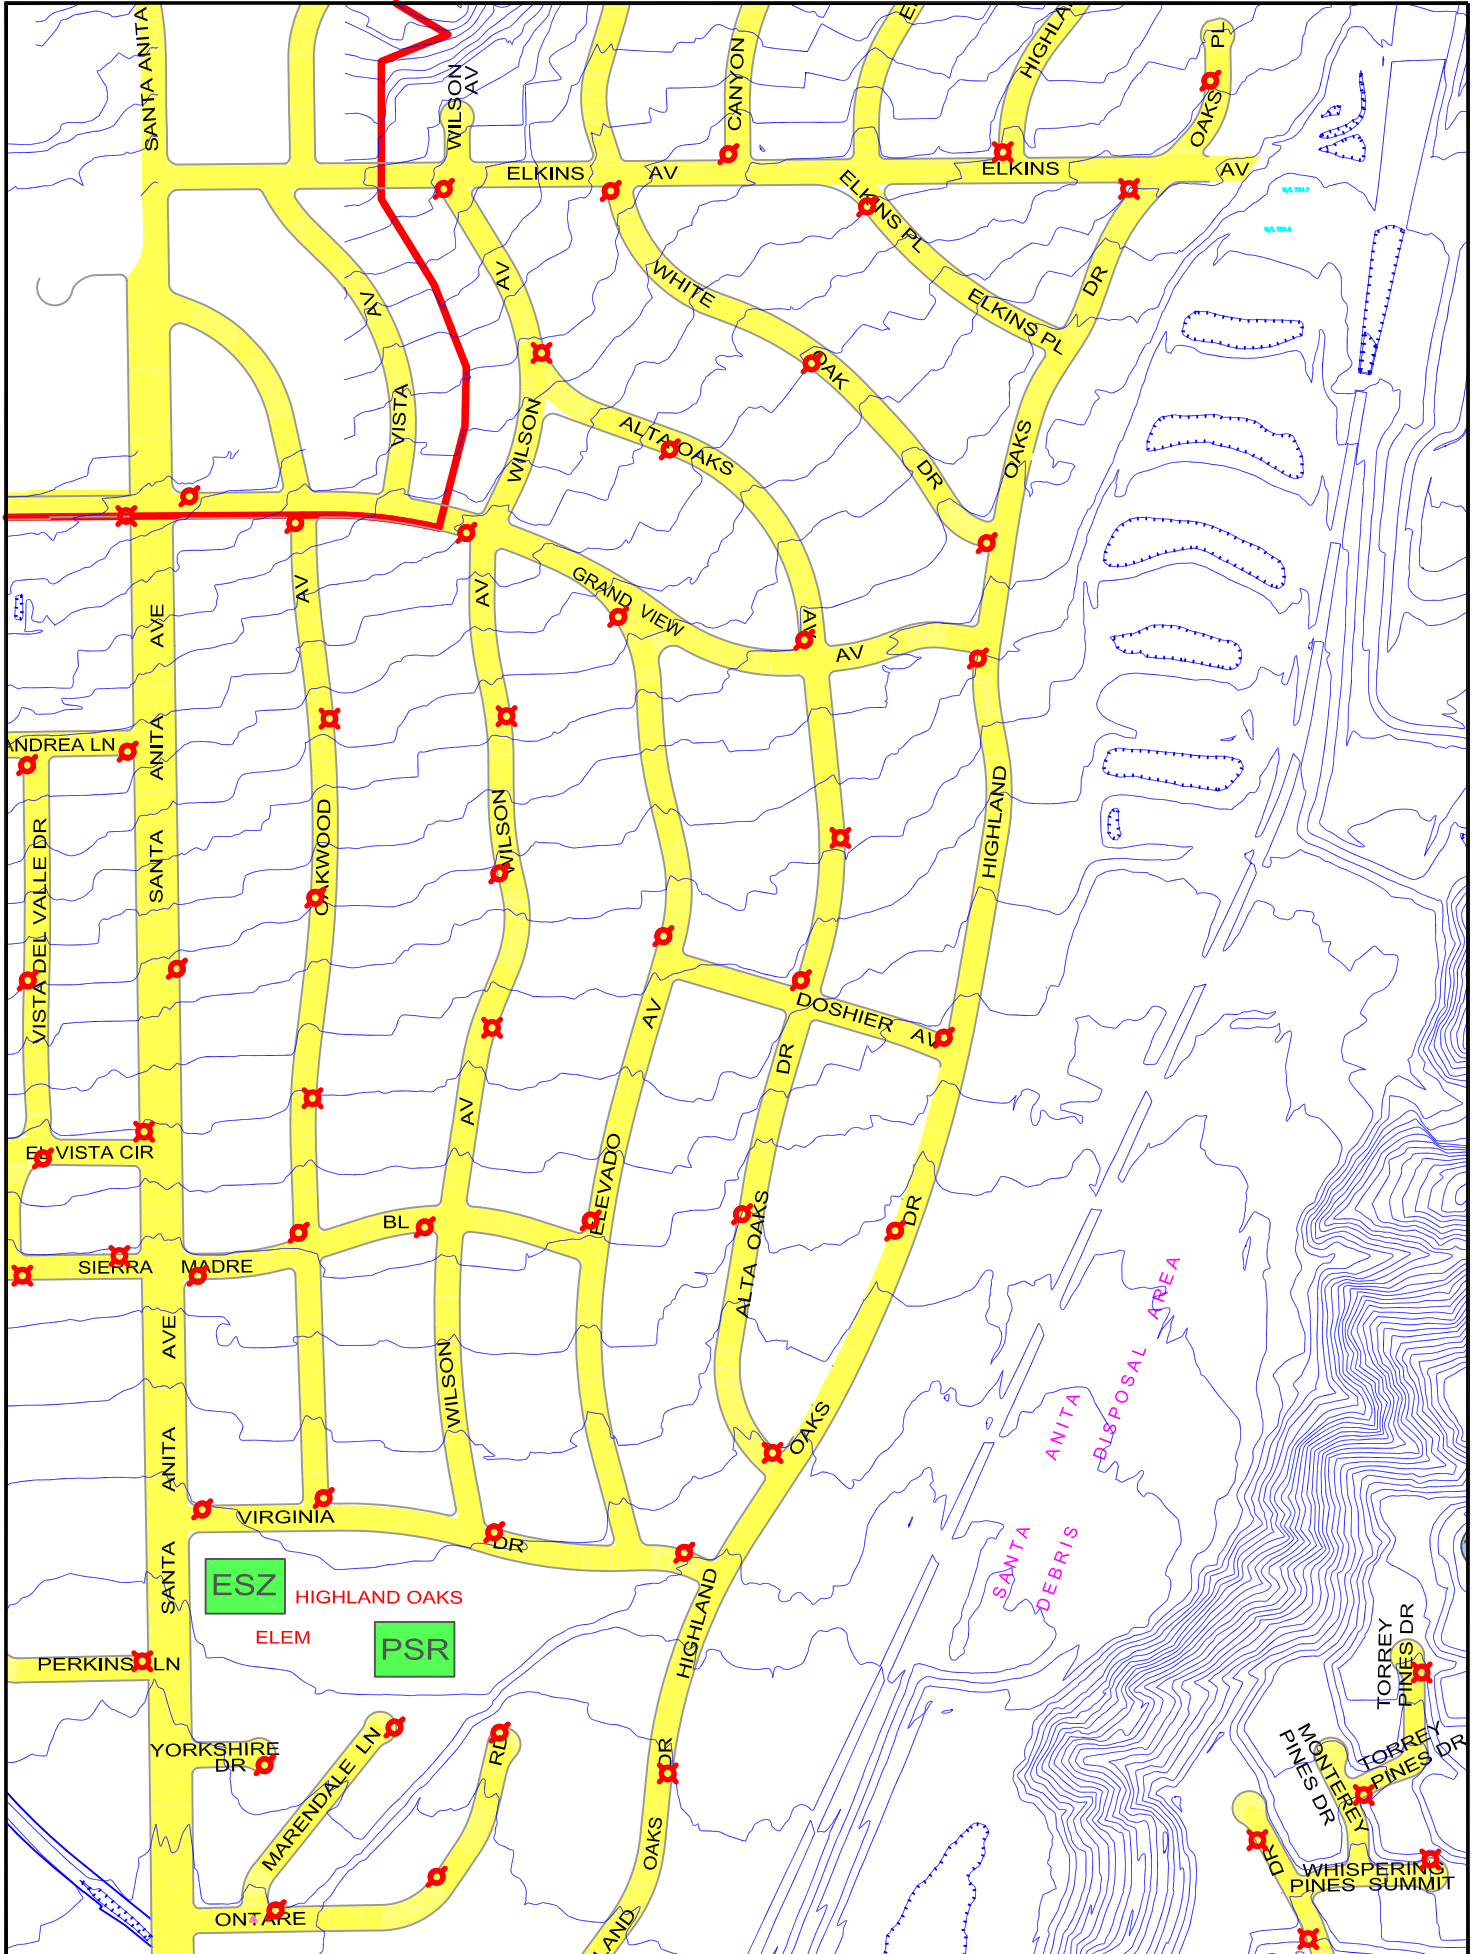 SANTA ANITA
WILSON
AV
CANYON
HIGHLA
PL
OAKS
ELKINS
AV
ELKINS
AV
ELKINS PL
ELKINS PL
DR
AV
AV
WHITE
OAK
DR
OAKS
VISTA
WILSON
ALTA OAKS
AV
AV
AV
GRAND VIEW
AV
AVE
ANITA
SANTA
ANDREA LN
VISTA DEL VALLE DR
OAKWOOD
WILSON
HIGHLAND
AV
DOSHIER
AV
DR
AV
ELEVADO
ALTA OAKS
DR
EL VISTA CIR
BL
SIERRA
MADRE
AVE
ANITA
SANTA
WILSON
OAKS
VIRGINIA
DR
SANTA ANITA
DEBRIS DISPOSAL AREA
ESZ
HIGHLAND OAKS
ELEM
PSR
HIGHLAND
PERKINS LN
YORKSHIRE
DR
MARENDALE LN
RD
DR
OAKS
ONTARE
LAND
TORREY
PINES DR
TORREY
PINES DR
MONTEREY
PINES DR
DR
WHISPERING
PINES SUMMIT